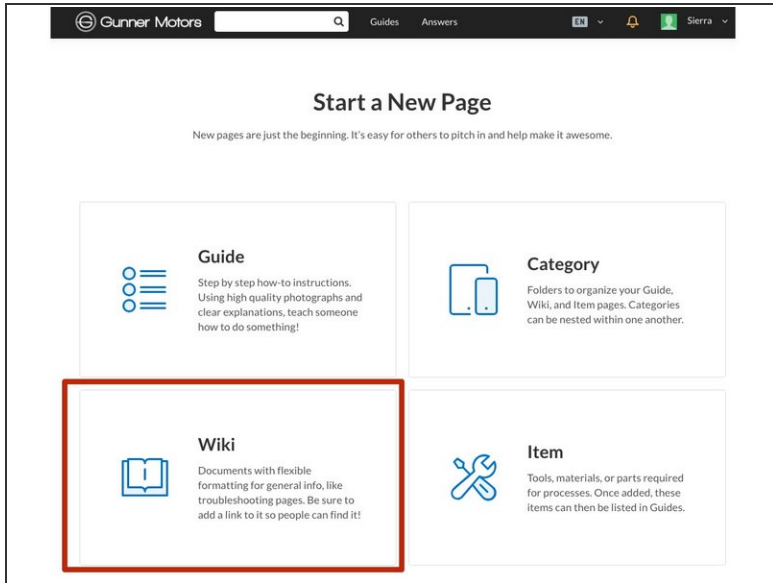 Gunner Motors
Guides
Answers
EN
Sierra
Start a New Page
New pages are just the beginning. It's easy for others to pitch in and help make it awesome.
Guide
Step by step how-to instructions.
Using high quality photographs and
clear explanations, teach someone
how to do something!
Category
Folders to organize your Guide,
Wiki, and Item pages. Categories
can be nested within one another.
Wiki
Documents with flexible
formatting for general info, like
troubleshooting pages. Be sure to
add a link to it so people can find it!
Item
Tools, materials, or parts required
for processes. Once added, these
items can then be listed in Guides.